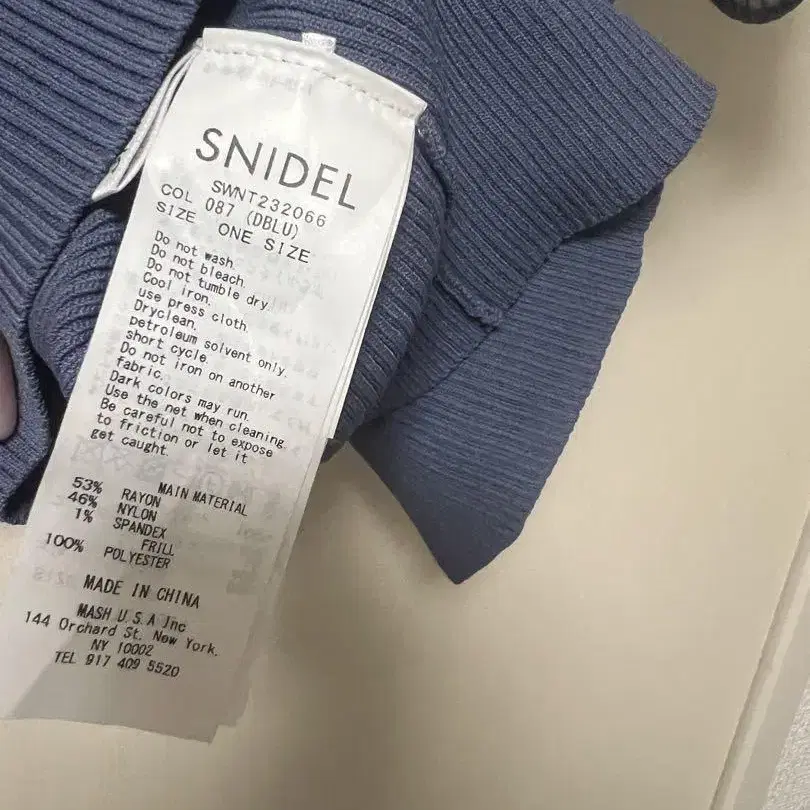 SNIDEL
SWNT232066
COL 087 (DBLU)
SIZE ONE SIZE
Do not wash.
Do not bleach.
Do not tumble dry.
Cool iron.
use press cloth.
Dryclean.
petroleum solvent only.
short cycle.
Do not iron on another
fabric.
Dark colors may run.
Use the net when cleaning.
Be careful not to expose
to friction or let it
get caught.
MAIN MATERIAL
53% RAYON
46% NYLON
1% SPANDEX
FRILL
100% POLYESTER
MADE IN CHINA
MASH U.S.A Inc
144 Orchard St. New York.
NY 10002
TEL 917 409 5520